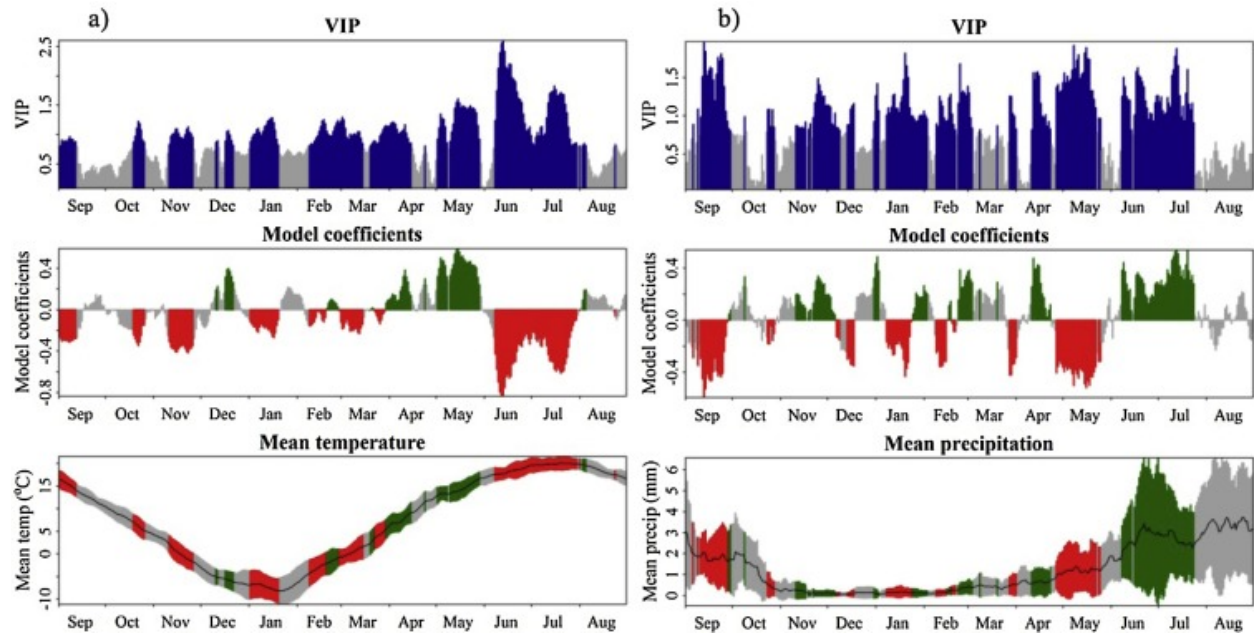 a)
VIP
VIP
2.5
1.5
0.5
Sep Oct Nov Dec Jan Feb Mar Apr May Jun Jul Aug
Model coefficients
Model coefficients
0.4
0.0
-0.4
-0.8
Sep Oct Nov Dec Jan Feb Mar Apr May Jun Jul Aug
Mean temperature
Mean temp (°C)
15
5
0
-10
Sep Oct Nov Dec Jan Feb Mar Apr May Jun Jul Aug
b)
VIP
VIP
1.5
1.0
0.5
Sep Oct Nov Dec Jan Feb Mar Apr May Jun Jul Aug
Model coefficients
Model coefficients
0.4
0.0
-0.4
Sep Oct Nov Dec Jan Feb Mar Apr May Jun Jul Aug
Mean precipitation
Mean precip (mm)
6
5
4
3
2
1
0
Sep Oct Nov Dec Jan Feb Mar Apr May Jun Jul Aug